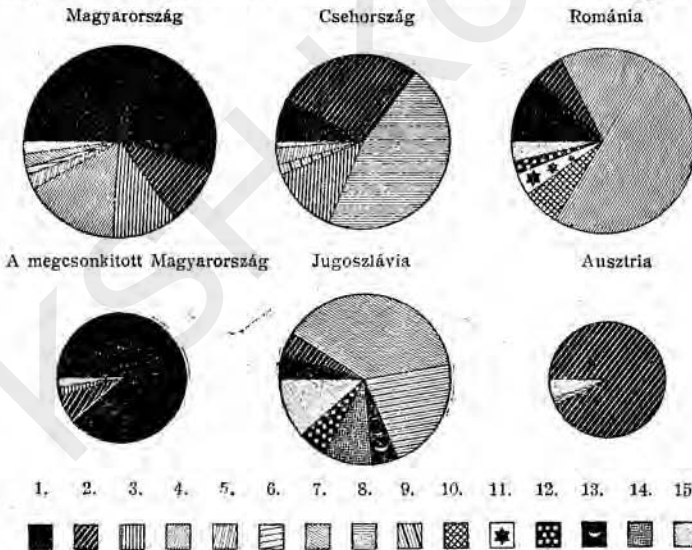 Magyarország Csehország Románia
A megcsonkitott Magyarország Jugoszlávia Ausztria
1. 2. 3. 4. 5. 6. 7. 8. 9. 10. 11. 12. 13. 14. 15